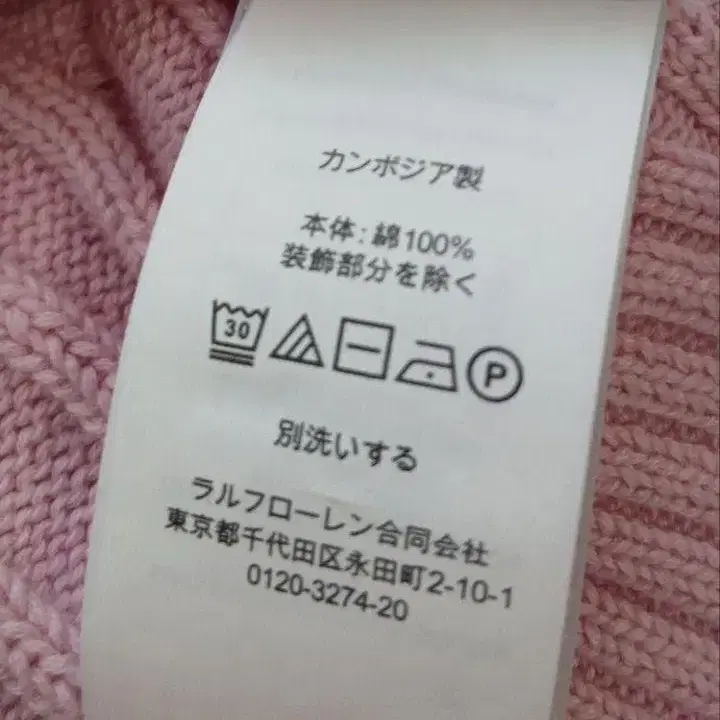 カンボジア製
本体:綿100%
装飾部分を除く
30
P
別洗いする
ラルフローレン合同会社
東京都千代田区永田町2-10-1
0120-3274-20